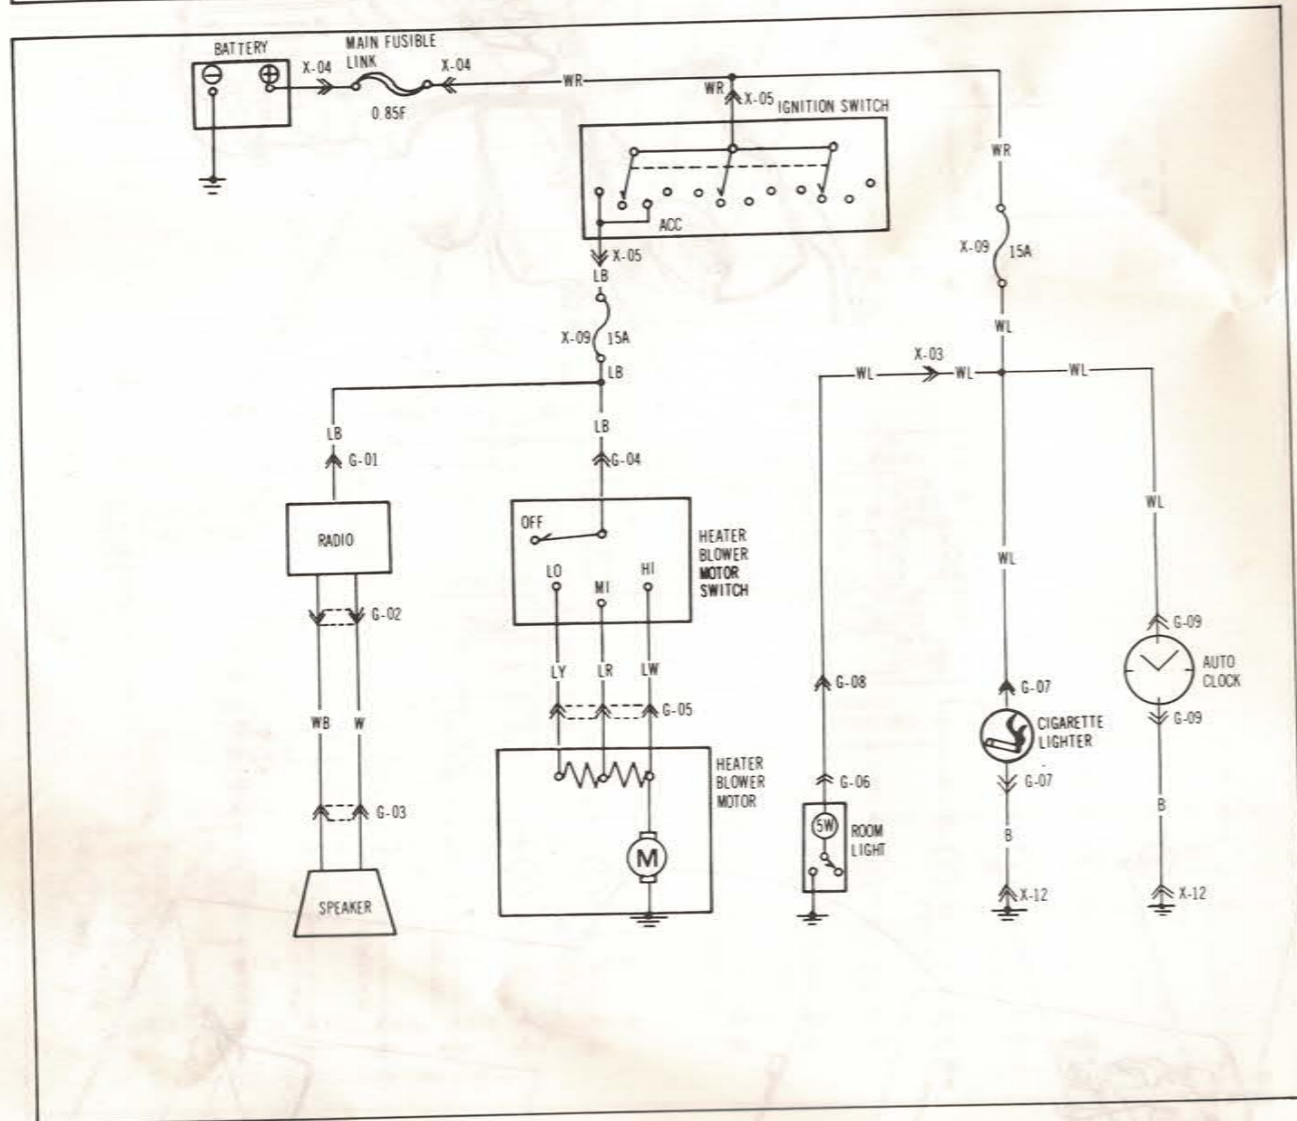 BATTERY
MAIN FUSIBLE
LINK
X-04
X-04
0.85F
WR
WR
X-05
IGNITION SWITCH
WR
ACC
X-05
LB
X-09
15A
X-09
15A
LB
WL
X-03
WL
WL
WL
LB
LB
G-01
G-04
RADIO
OFF
LO
MI
HI
HEATER
BLOWER
MOTOR
SWITCH
WL
WL
G-02
G-09
AUTO
CLOCK
LY
LR
LW
G-08
G-07
G-05
G-09
WB
W
CIGARETTE
LIGHTER
HEATER
BLOWER
MOTOR
G-06
G-07
G-03
5W
ROOM
LIGHT
B
B
M
SPEAKER
X-12
X-12